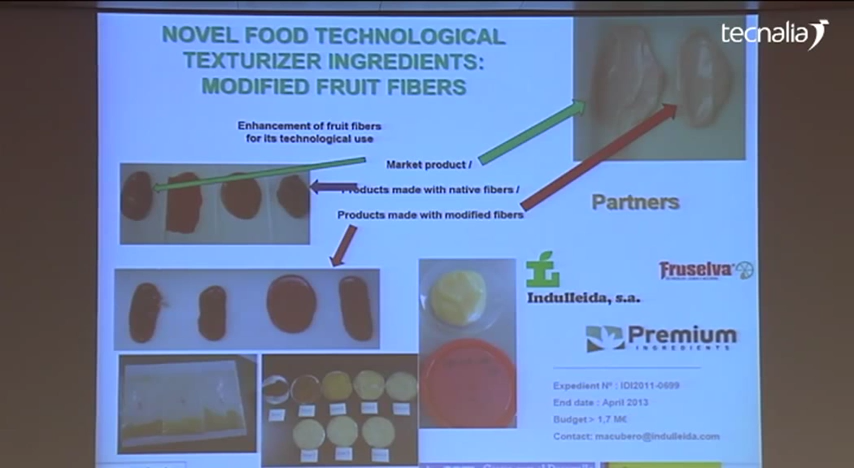 tecnalia
NOVEL FOOD TECHNOLOGICAL
TEXTURIZER INGREDIENTS:
MODIFIED FRUIT FIBERS
Enhancement of fruit fibers
for its technological use
Market product /
Products made with native fibers /
Products made with modified fibers
Partners
Indulleida, s.a.
Fruselva
Premium
INGREDIENTS
Expedient Nº : IDI2011-0699
End date : April 2013
Budget > 1,7 M€
Contact: macubero@indulleida.com